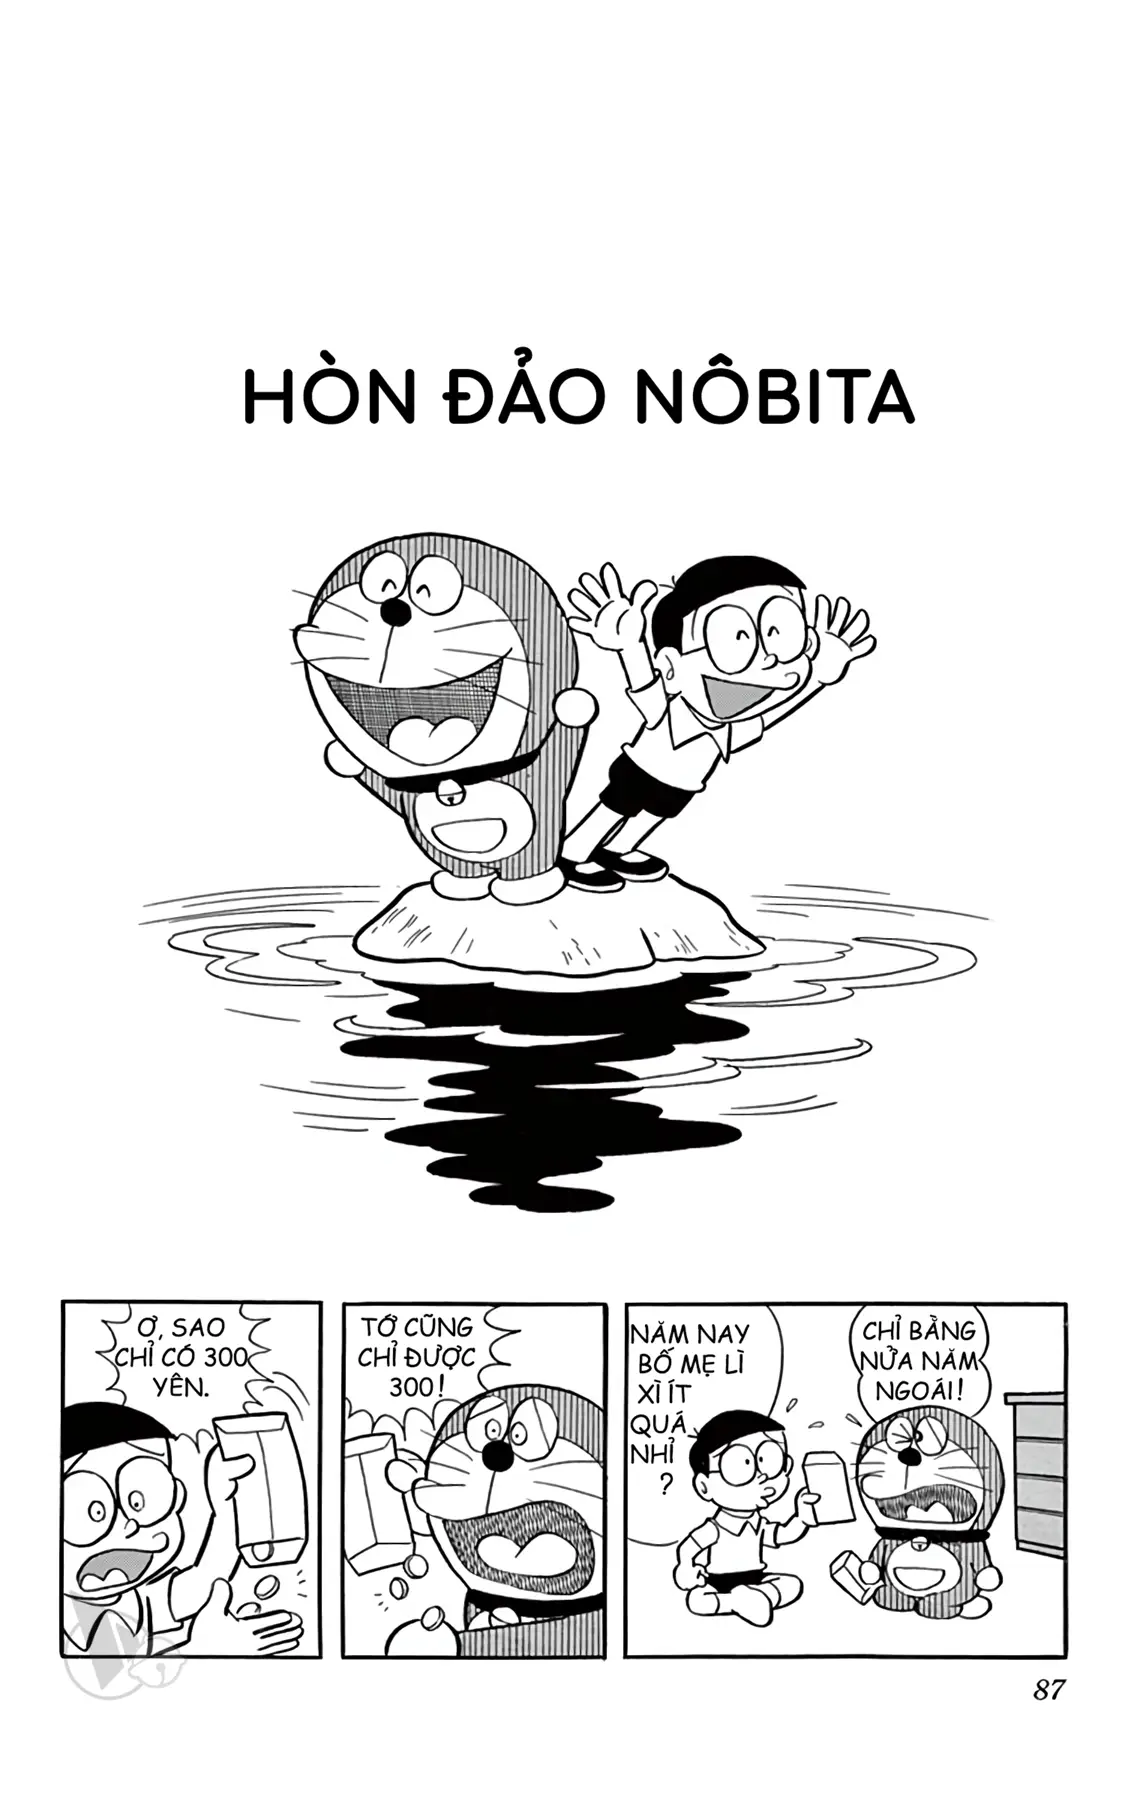 HÒN ĐẢO NÔBITA
Ơ, SAO
CHỈ CÓ 300
YÊN.
TỚ CŨNG
CHỈ ĐƯỢC
300!
NĂM NAY
BỐ MẸ LÌ
XÌ ÍT
QUÁ
NHỈ
?
CHỈ BẰNG
NỬA NĂM
NGOÁI!
87